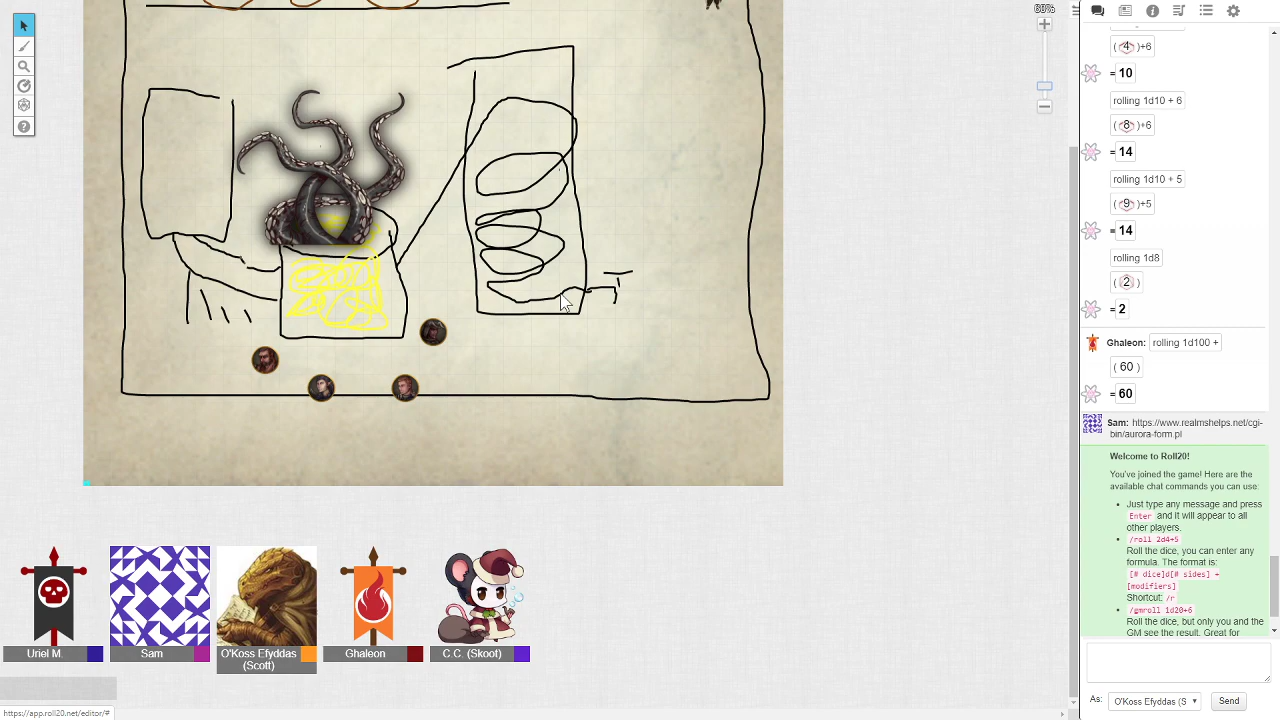 68%
( 4 )+6
= 10
rolling 1d10 + 6
( 8 )+6
= 14
rolling 1d10 + 5
( 9 )+5
= 14
rolling 1d8
( 2 )
= 2
Ghaleon: rolling 1d100 +
( 60 )
= 60
Sam: https://www.realmshelps.net/cgi-
bin/aurora-form.pl
Welcome to Roll20!
You've joined the game! Here are the
available chat commands you can use:
• Just type any message and press
Enter and it will appear to all
other players.
• /roll 2d4+5
Roll the dice, you can enter any
formula. The format is:
[# dice]d[# sides] +
[modifiers]
Shortcut: /r
• /gmroll 1d20+6
Roll the dice, but only you and the
GM see the result. Great for
As: O'Koss Efyddas (S
Send
Uriel M.
Sam
O'Koss Efyddas
(Scott)
Ghaleon
C.C. (Skoot)
https://app.roll20.net/editor/#